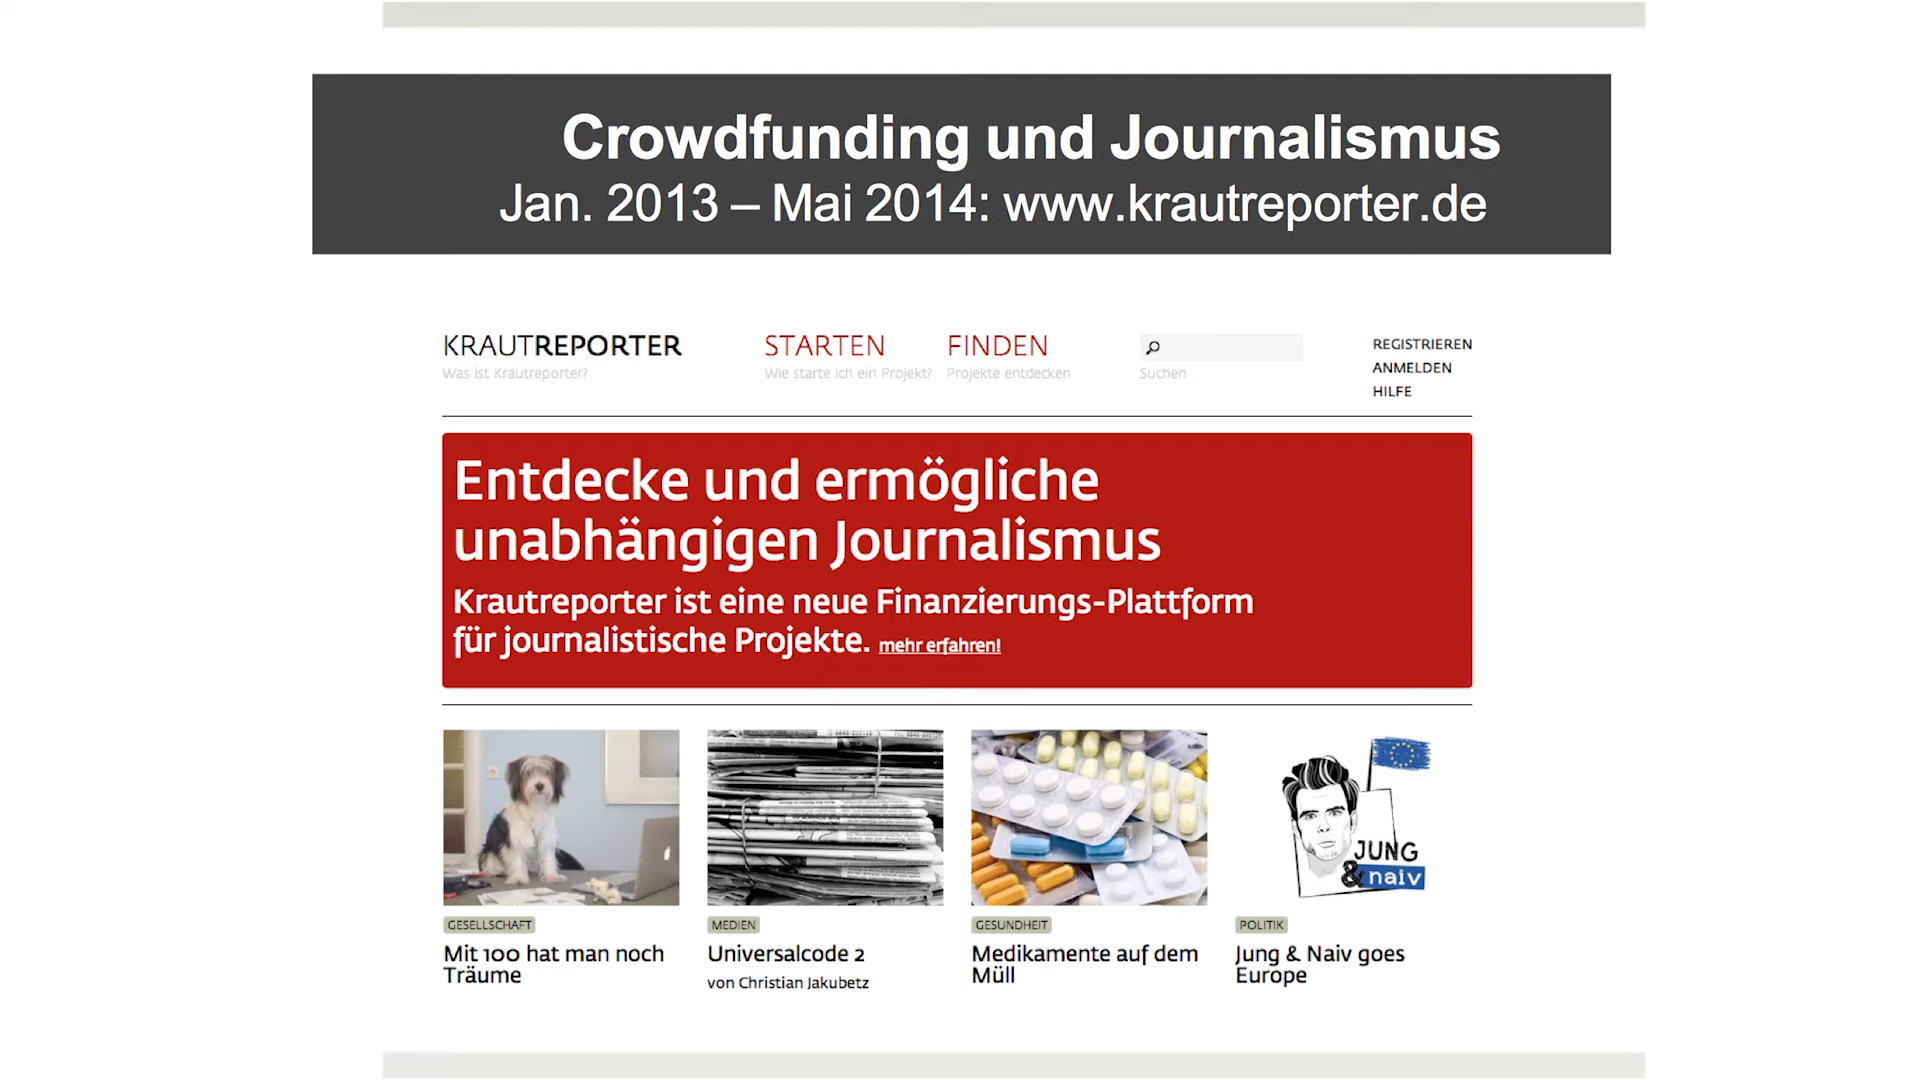 Crowdfunding und Journalismus
Jan. 2013 – Mai 2014: www.krautreporter.de
KRAUTREPORTER
Was ist Krautreporter?
STARTEN
Wie starte ich ein Projekt?
FINDEN
Projekte entdecken
Suchen
REGISTRIEREN
ANMELDEN
HILFE
Entdecke und ermögliche
unabhängigen Journalismus
Krautreporter ist eine neue Finanzierungs-Plattform
für journalistische Projekte. mehr erfahren!
JUNG
& naiv
GESELLSCHAFT
Mit 100 hat man noch
Träume
MEDIEN
Universalcode 2
von Christian Jakubetz
GESUNDHEIT
Medikamente auf dem
Müll
POLITIK
Jung & Naiv goes
Europe